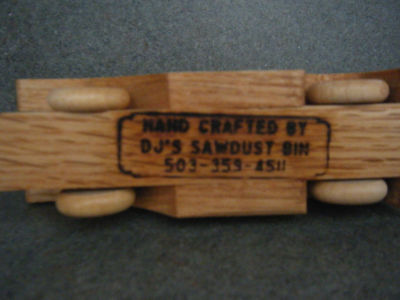 HAND CRAFTED BY
DJ'S SAWDUST BIN
503-359-4511